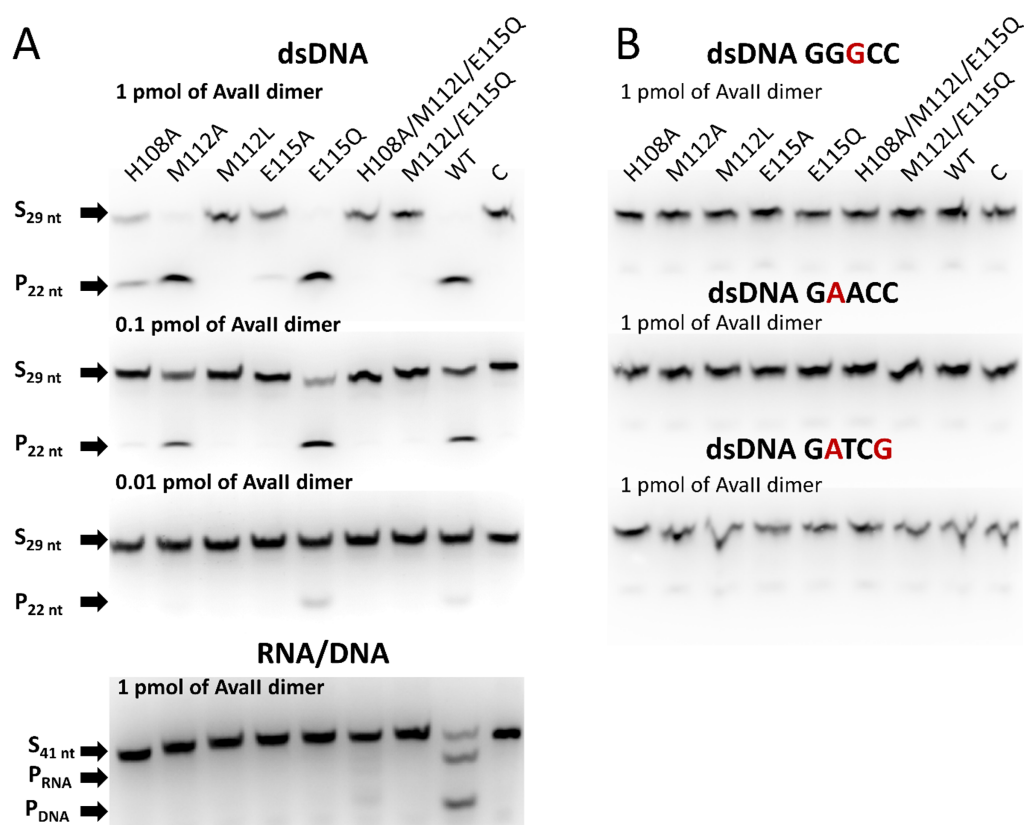 A
dsDNA
1 pmol of AvaII dimer
H108A
M112A
M112L
E115A
E115Q
H108A/M112L/E115Q
M112L/E115Q
WT
C
S29 nt
P22 nt
0.1 pmol of AvaII dimer
S29 nt
P22 nt
0.01 pmol of AvaII dimer
S29 nt
P22 nt
RNA/DNA
1 pmol of AvaII dimer
S41 nt
PRNA
PDNA
B
dsDNA GGGCC
1 pmol of AvaII dimer
H108A
M112A
M112L
E115A
E115Q
H108A/M112L/E115Q
M112L/E115Q
WT
C
dsDNA GAACC
1 pmol of AvaII dimer
dsDNA GATCG
1 pmol of AvaII dimer